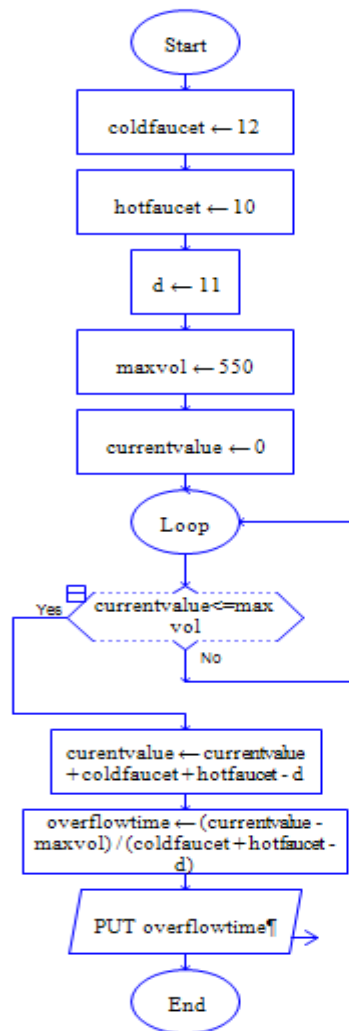 Start
coldfaucet ← 12
hotfaucet ← 10
d ← 11
maxvol ← 550
currentvalue ← 0
Loop
Yes
currentvalue<=max
vol
No
curentvalue ← currentvalue
+ coldfaucet + hotfaucet - d
overflowtime ← (currentvalue -
maxvol) / (coldfaucet + hotfaucet -
d)
PUT overflowtime¶
End